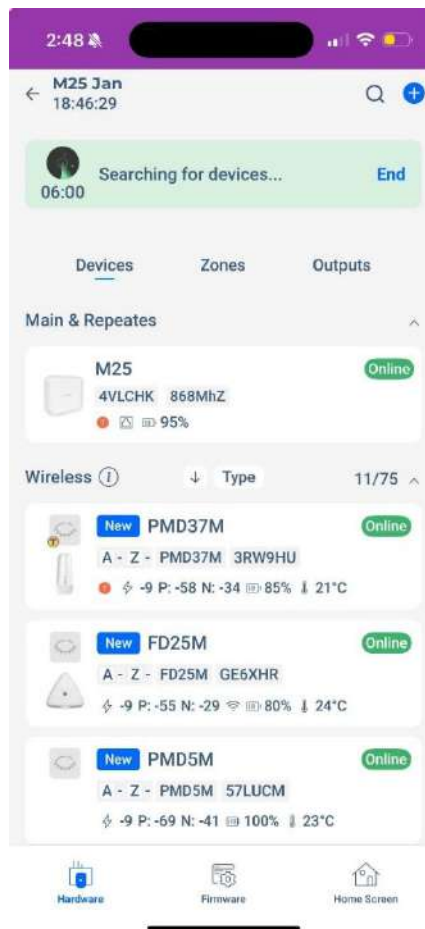 2:48
M25 Jan
18:46:29
06:00 Searching for devices... End
Devices Zones Outputs
Main & Repeates
M25 Online
4VLCHK 868MhZ
95%
Wireless Type 11/75
New PMD37M Online
A - Z - PMD37M 3RW9HU
-9 P: -58 N: -34 85% 21°C
New FD25M Online
A - Z - FD25M GE6XHR
-9 P: -55 N: -29 80% 24°C
New PMD5M Online
A - Z - PMD5M 57LUCM
-9 P: -69 N: -41 100% 23°C
Hardware Firmware Home Screen